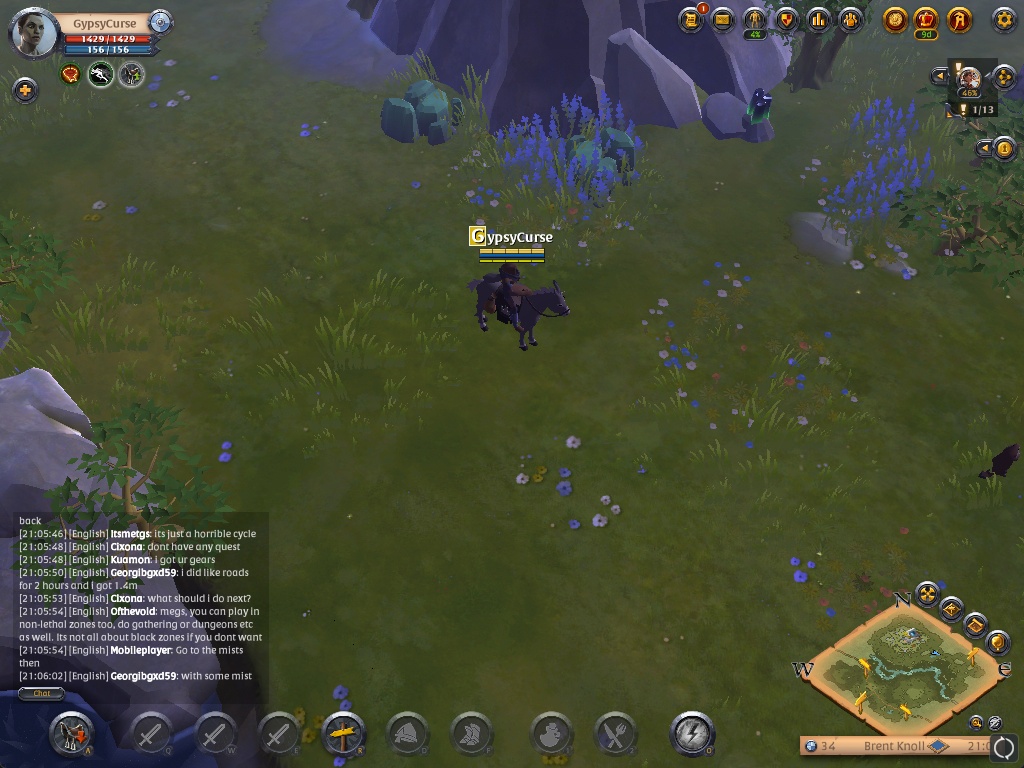 GypsyCurse
1429 / 1429
156 / 156
1
4%
9d
46%
1/13
GypsyCurse
back
[21:05:46] [English] Itsmetgs: its just a horrible cycle
[21:05:48] [English] Cixona: dont have any quest
[21:05:48] [English] Kuamon: i got ur gears
[21:05:50] [English] Georgibgxd59: i did like roads
for 2 hours and i got 1.4m
[21:05:53] [English] Cixona: what should i do next?
[21:05:54] [English] Ofthevoid: megs, you can play in
non-lethal zones too, do gathering or dungeons etc
as well. Its not all about black zones if you dont want
[21:05:54] [English] Mobileplayer: Go to the mists
then
[21:06:02] [English] Georgibgxd59: with some mist
Chat
A Q W E R D F
N
W E
34 Brent Knoll